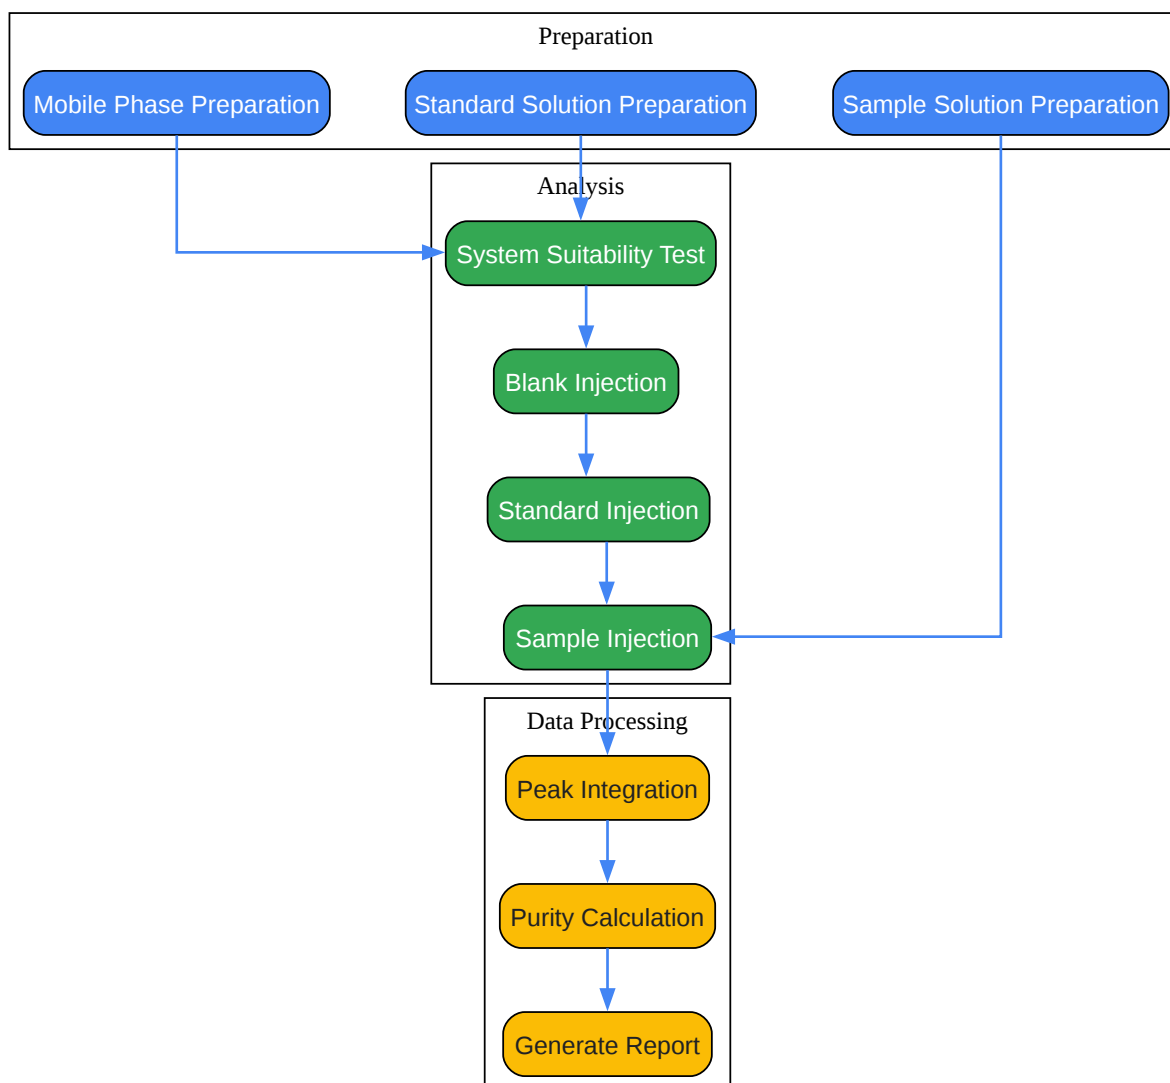 Preparation
Mobile Phase Preparation
Standard Solution Preparation
Sample Solution Preparation
Analysis
System Suitability Test
Blank Injection
Standard Injection
Sample Injection
Data Processing
Peak Integration
Purity Calculation
Generate Report